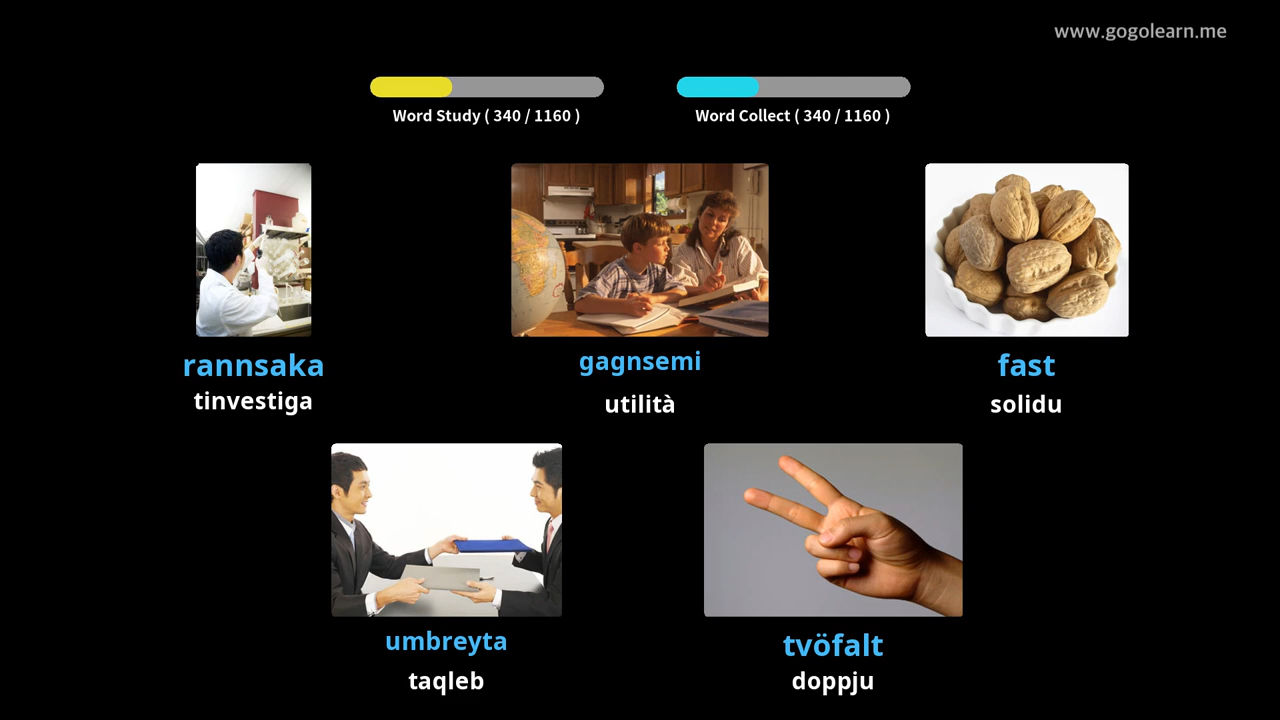 www.gogolearn.me
Word Study ( 340 / 1160 )
Word Collect ( 340 / 1160 )
rannsaka
tinvestiga
gagnsemi
utilità
fast
solidu
umbreyta
taqleb
tvöfalt
doppju